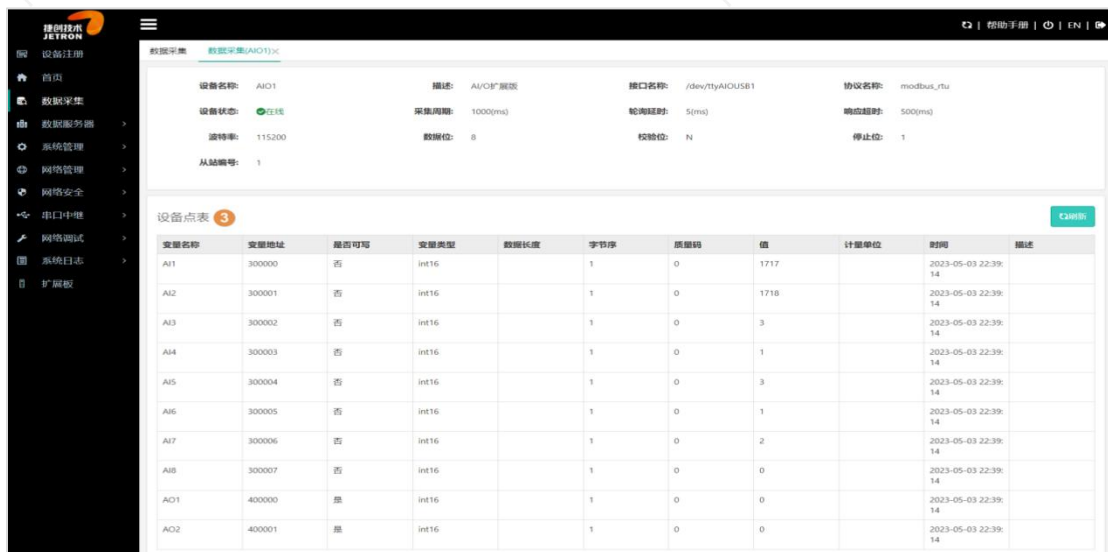 捷创技术
JETRON
帮助手册 | | EN |
设备注册
首页
数据采集
数据服务器
系统管理
网络管理
网络安全
串口中继
网络调试
系统日志
扩展板
数据采集 数据采集(AIO1)×
设备名称: AIO1 描述: AI/O扩展版 接口名称: /dev/ttyAIOUSB1 协议名称: modbus_rtu
设备状态: 在线 采集周期: 1000(ms) 轮询延时: 5(ms) 响应超时: 500(ms)
波特率: 115200 数据位: 8 校验位: N 停止位: 1
从站编号: 1
设备点表 3 刷新
变量名称 变量地址 是否可写 变量类型 数据长度 字节序 质量码 值 计量单位 时间 描述
AI1 300000 否 int16 1 0 1717 2023-05-03 22:39:
14
AI2 300001 否 int16 1 0 1718 2023-05-03 22:39:
14
AI3 300002 否 int16 1 0 3 2023-05-03 22:39:
14
AI4 300003 否 int16 1 0 1 2023-05-03 22:39:
14
AI5 300004 否 int16 1 0 3 2023-05-03 22:39:
14
AI6 300005 否 int16 1 0 1 2023-05-03 22:39:
14
AI7 300006 否 int16 1 0 2 2023-05-03 22:39:
14
AI8 300007 否 int16 1 0 0 2023-05-03 22:39:
14
AO1 400000 是 int16 1 0 0 2023-05-03 22:39:
14
AO2 400001 是 int16 1 0 0 2023-05-03 22:39:
14